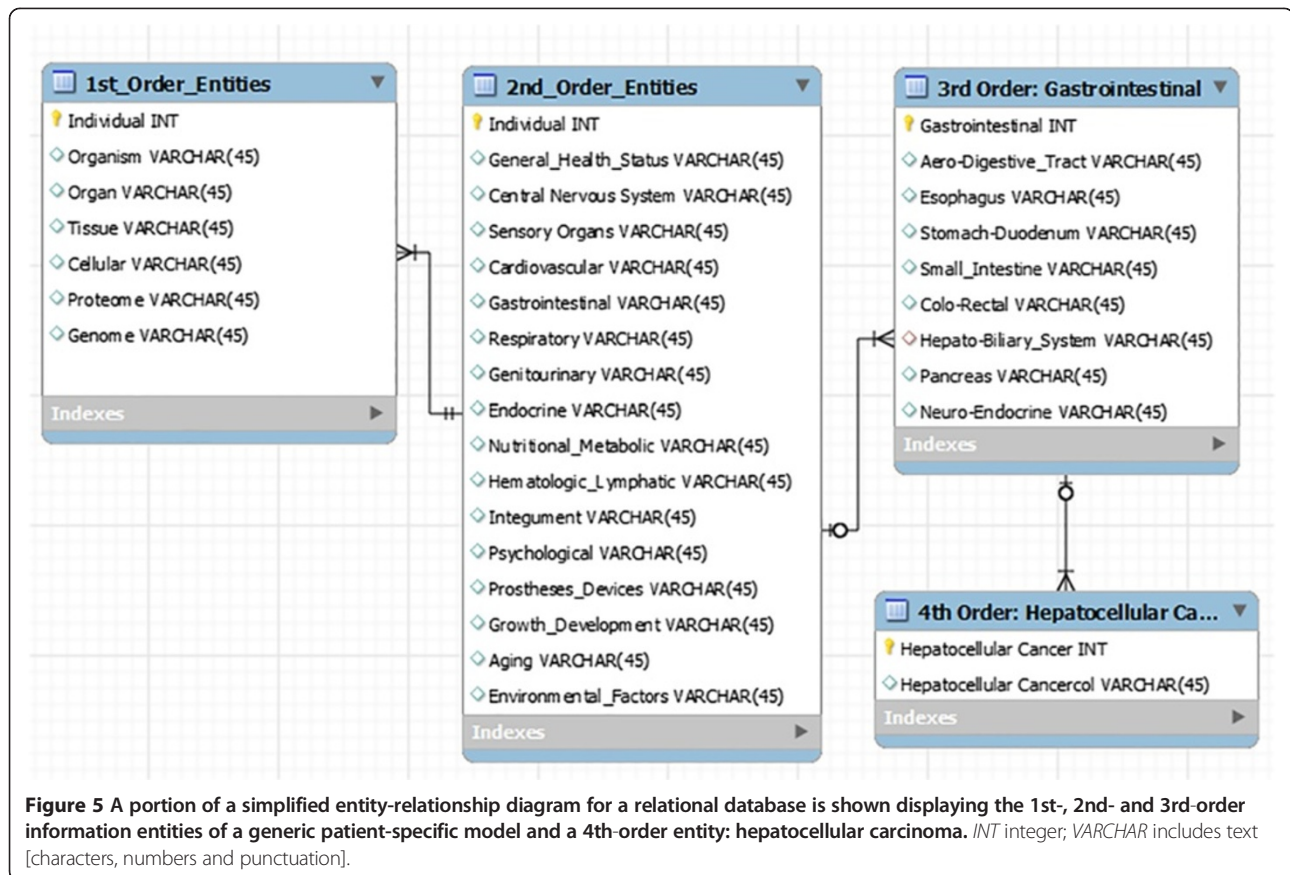 1st_Order_Entities
Individual INT
Organism VARCHAR(45)
Organ VARCHAR(45)
Tissue VARCHAR(45)
Cellular VARCHAR(45)
Proteome VARCHAR(45)
Genome VARCHAR(45)
Indexes
2nd_Order_Entities
Individual INT
General_Health_Status VARCHAR(45)
Central Nervous System VARCHAR(45)
Sensory Organs VARCHAR(45)
Cardiovascular VARCHAR(45)
Gastrointestinal VARCHAR(45)
Respiratory VARCHAR(45)
Genitourinary VARCHAR(45)
Endocrine VARCHAR(45)
Nutritional_Metabolic VARCHAR(45)
Hematologic_Lymphatic VARCHAR(45)
Integument VARCHAR(45)
Psychological VARCHAR(45)
Prostheses_Devices VARCHAR(45)
Growth_Development VARCHAR(45)
Aging VARCHAR(45)
Environmental_Factors VARCHAR(45)
Indexes
3rd Order: Gastrointestinal
Gastrointestinal INT
Aero-Digestive_Tract VARCHAR(45)
Esophagus VARCHAR(45)
Stomach-Duodenum VARCHAR(45)
Small_Intestine VARCHAR(45)
Colo-Rectal VARCHAR(45)
Hepato-Biliary_System VARCHAR(45)
Pancreas VARCHAR(45)
Neuro-Endocrine VARCHAR(45)
Indexes
4th Order: Hepatocellular Ca...
Hepatocellular Cancer INT
Hepatocellular Cancercol VARCHAR(45)
Indexes
Figure 5 A portion of a simplified entity-relationship diagram for a relational database is shown displaying the 1st-, 2nd- and 3rd-order
information entities of a generic patient-specific model and a 4th-order entity: hepatocellular carcinoma. INT integer; VARCHAR includes text
[characters, numbers and punctuation].